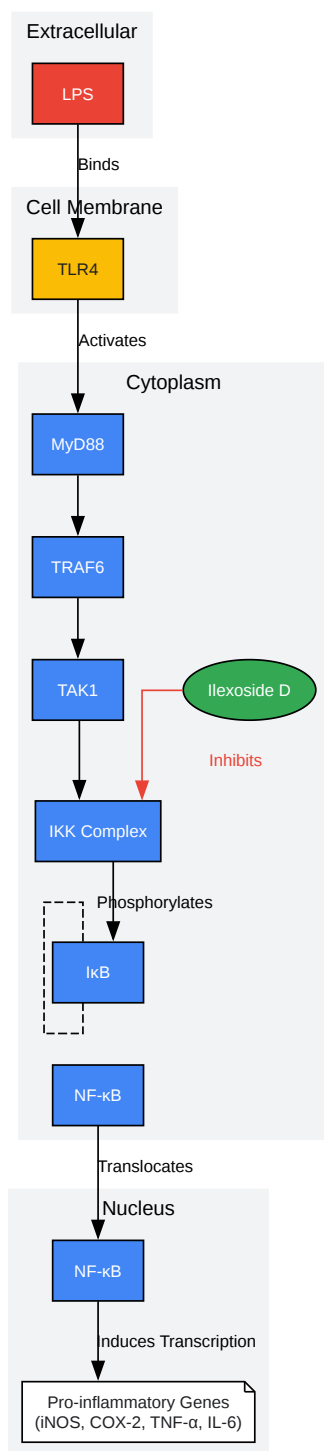 Extracellular
LPS
Binds
Cell Membrane
TLR4
Activates
Cytoplasm
MyD88
TRAF6
TAK1
Ilexoside D
Inhibits
IKK Complex
Phosphorylates
IκB
NF-κB
Translocates
Nucleus
NF-κB
Induces Transcription
Pro-inflammatory Genes
(iNOS, COX-2, TNF-α, IL-6)